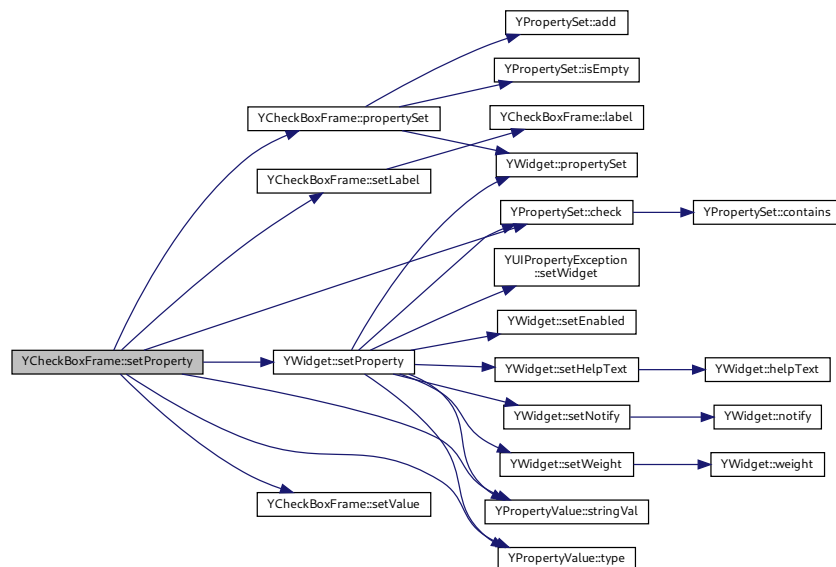 YPropertySet::add
YPropertySet::isEmpty
YCheckBoxFrame::propertySet
YCheckBoxFrame::label
YWidget::propertySet
YCheckBoxFrame::setLabel
YPropertySet::check
YPropertySet::contains
YUIPropertyException
::setWidget
YWidget::setEnabled
YCheckBoxFrame::setProperty
YWidget::setProperty
YWidget::setHelpText
YWidget::helpText
YWidget::setNotify
YWidget::notify
YWidget::setWeight
YWidget::weight
YCheckBoxFrame::setValue
YPropertyValue::stringVal
YPropertyValue::type